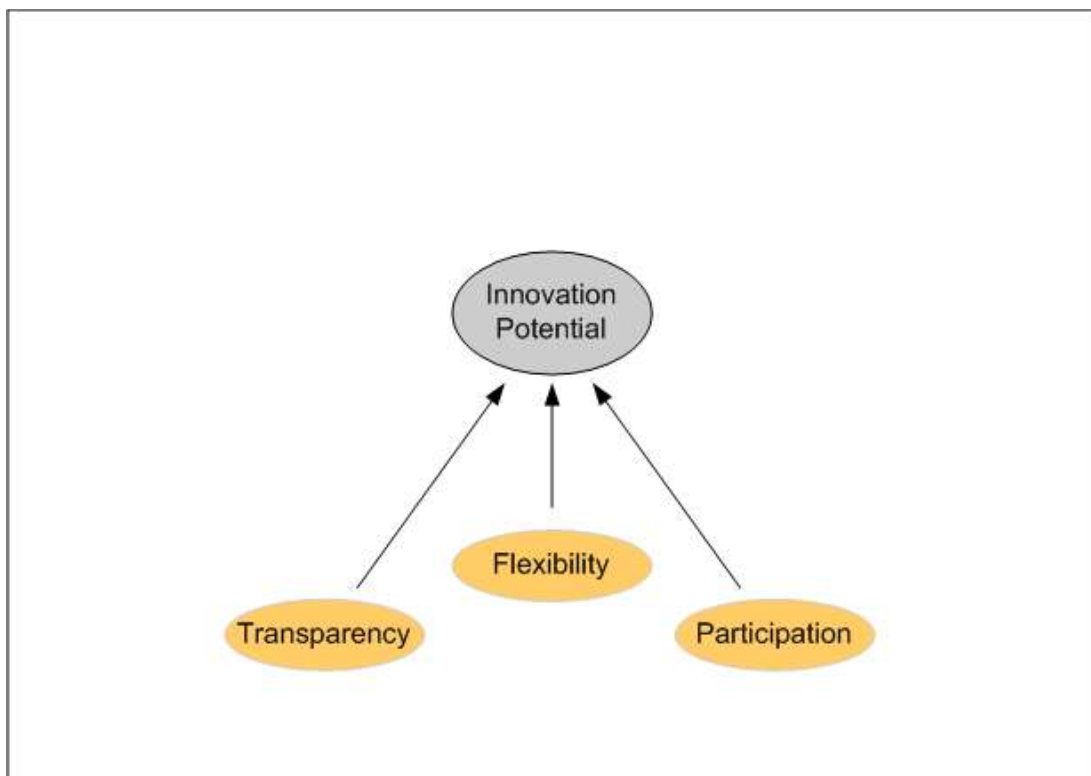 Innovation
Potential
Flexibility
Transparency
Participation